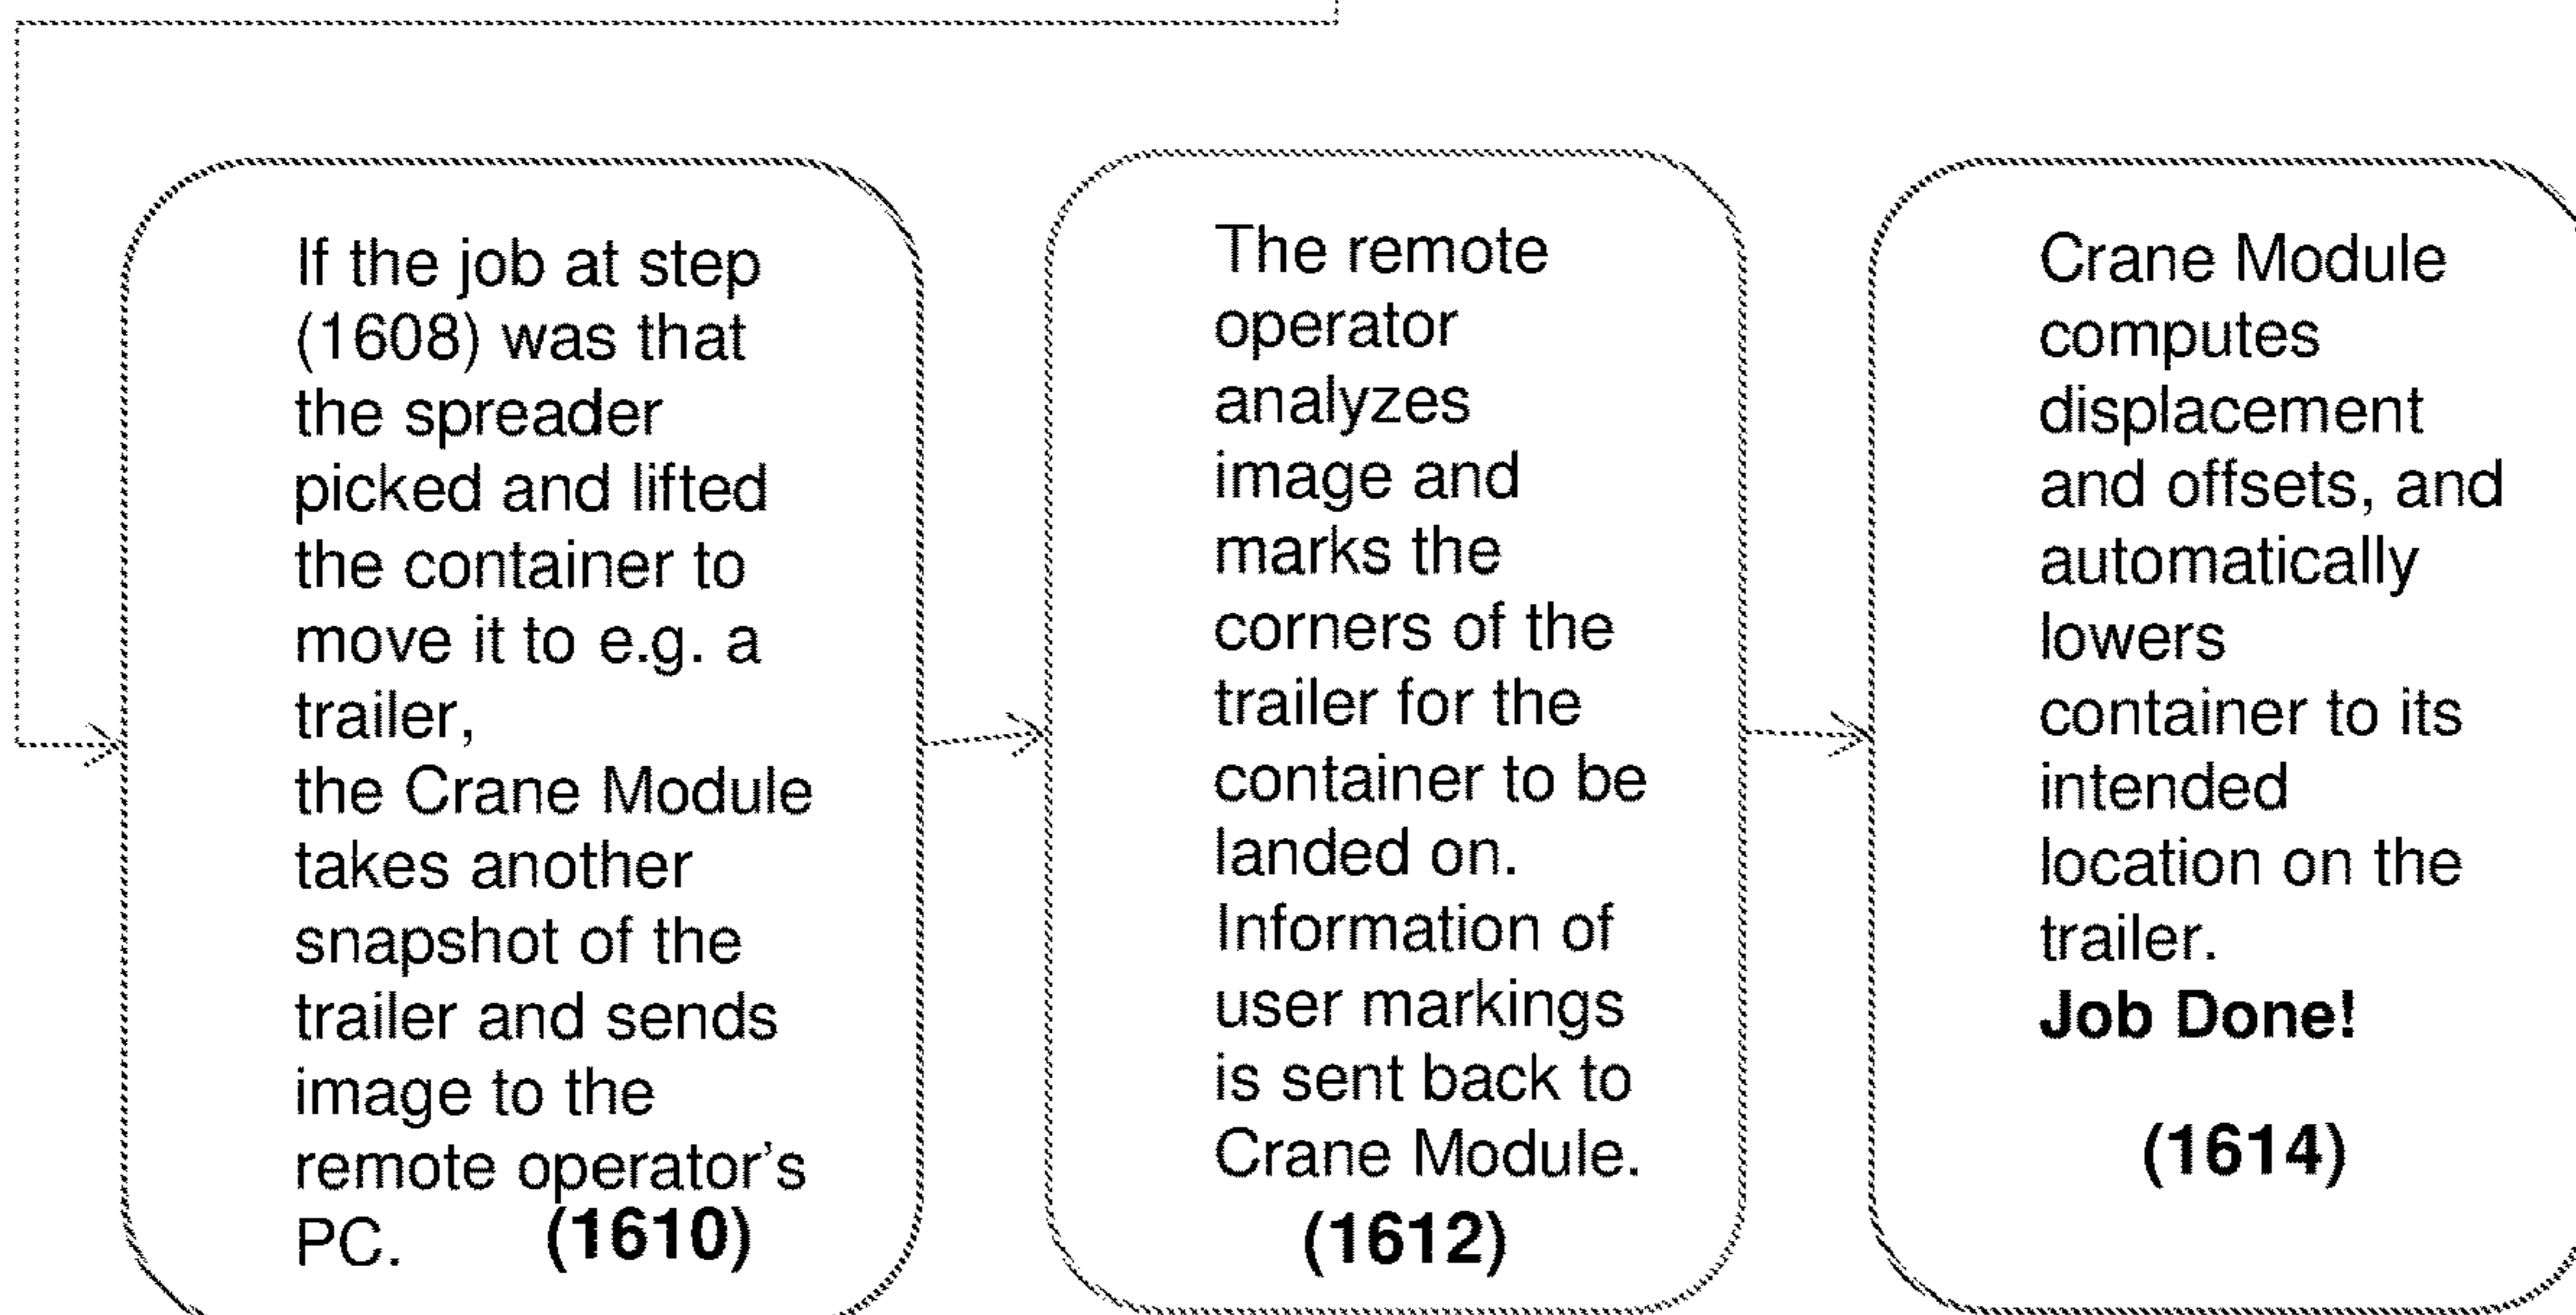 If the job at step
(1608) was that
the spreader
picked and lifted
the container to
move it to e.g. a
trailer,
the Crane Module
takes another
snapshot of the
trailer and sends
image to the
remote operator's
PC. (1610)
The remote
operator
analyzes
image and
marks the
corners of the
trailer for the
container to be
landed on.
Information of
user markings
is sent back to
Crane Module.
(1612)
Crane Module
computes
displacement
and offsets, and
automatically
lowers
container to its
intended
location on the
trailer.
Job Done!
(1614)